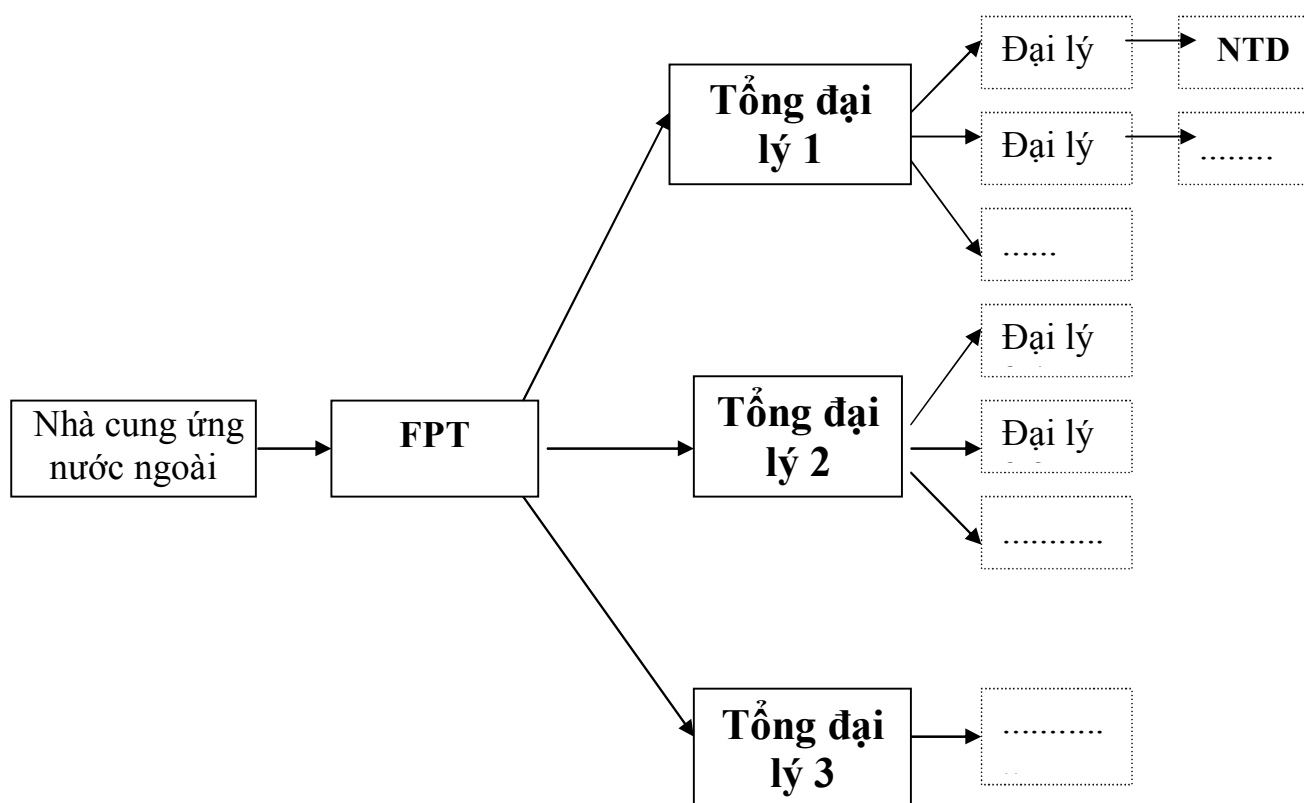 Đại lý
NTD
Tổng đại
lý 1
Đại lý
........
......
Đại lý
Nhà cung ứng
nước ngoài
FPT
Tổng đại
lý 2
Đại lý
...........
Tổng đại
lý 3
...........